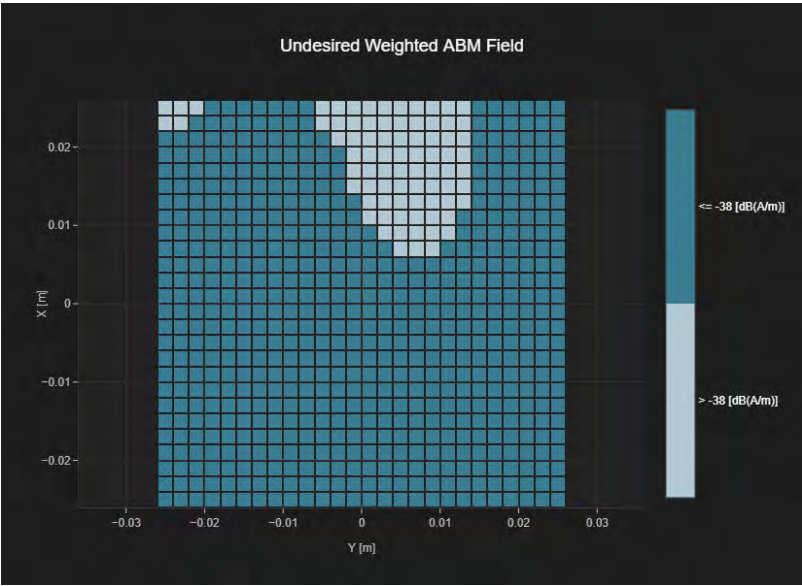 Undesired Weighted ABM Field
0.02
0.01
0
−0.01
−0.02
X [m]
−0.03
−0.02
−0.01
0
0.01
0.02
0.03
Y [m]
<= -38 [dB(A/m)]
> -38 [dB(A/m)]